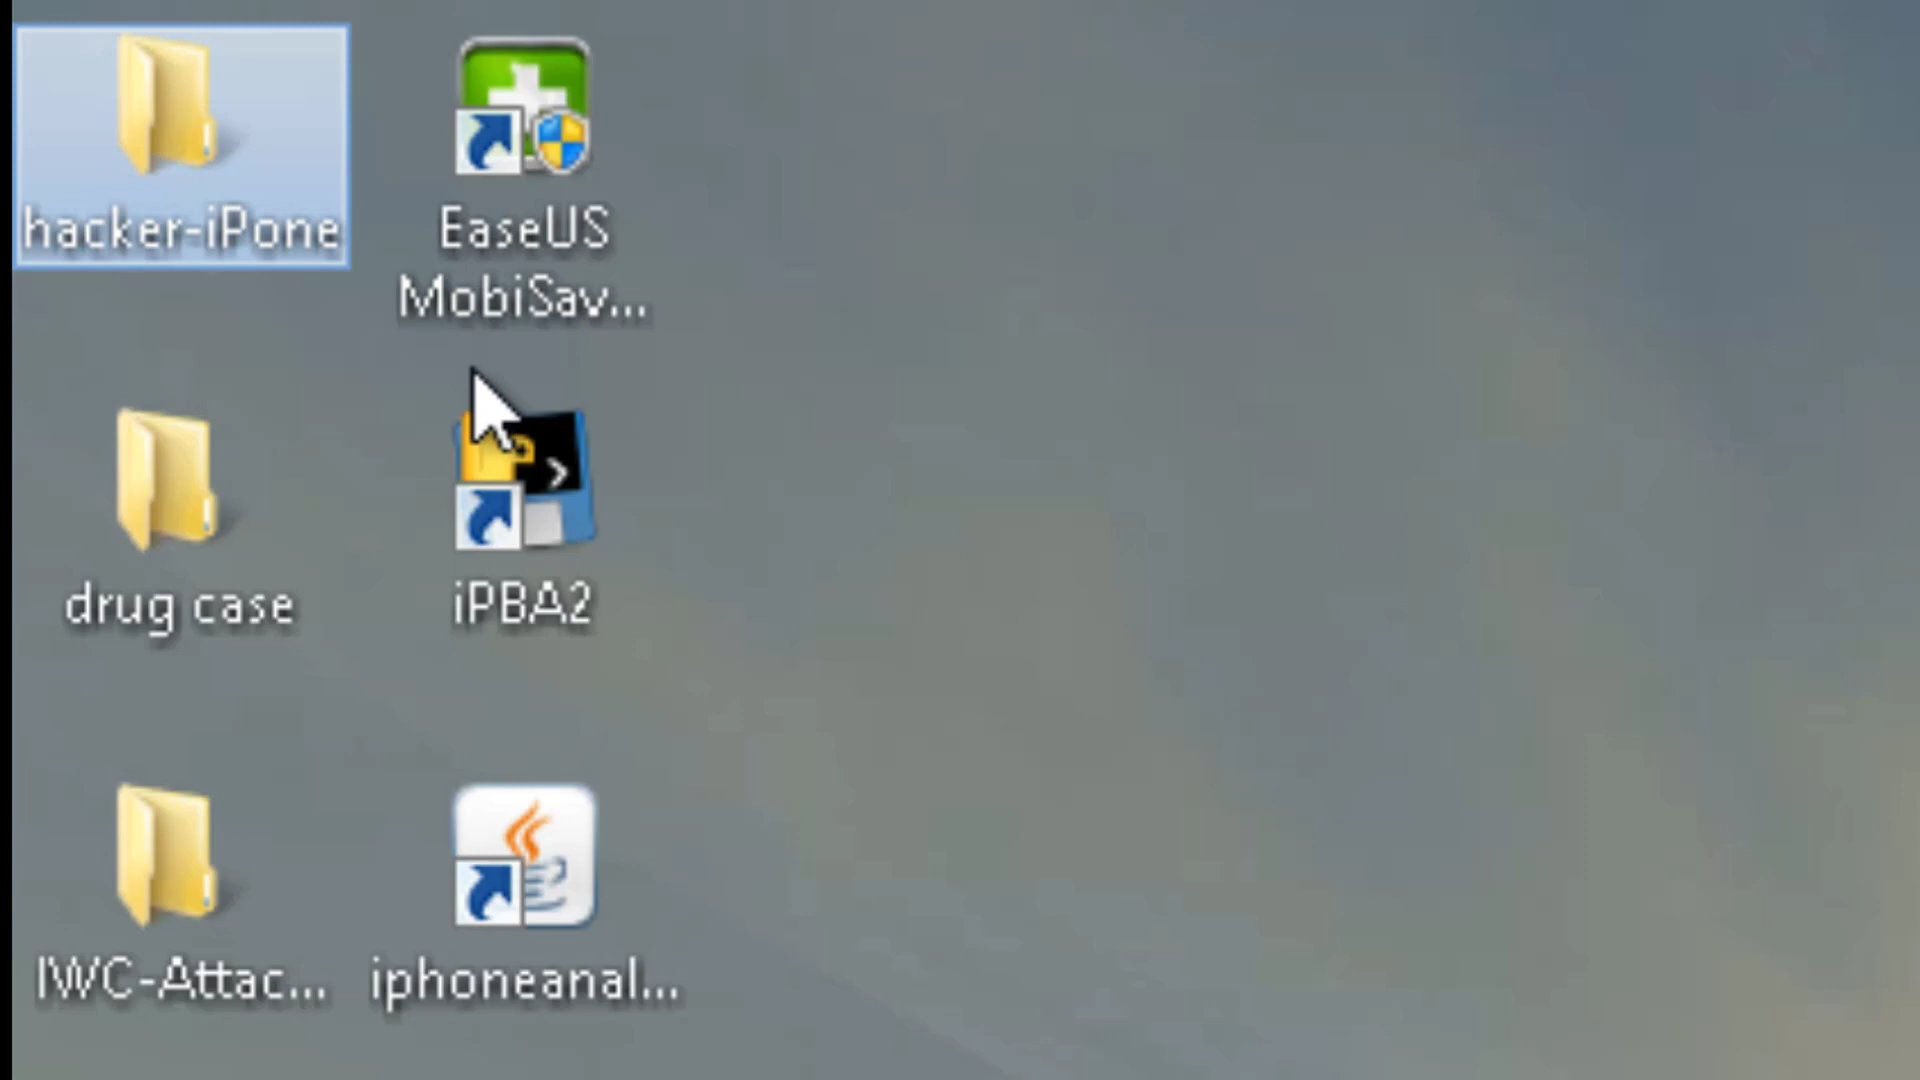 hacker-iPone
EaseUS
MobiSav...
drug case
iPBA2
IWC-Attac...
iphoneanal...